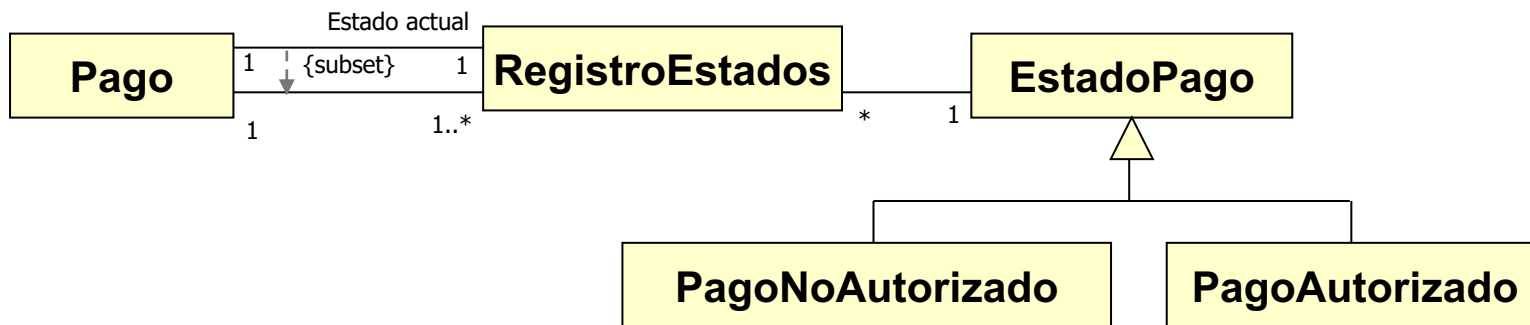 Estado actual
Pago
1
{subset}
1
RegistroEstados
EstadoPago
1
1..*
*
1
PagoNoAutorizado
PagoAutorizado